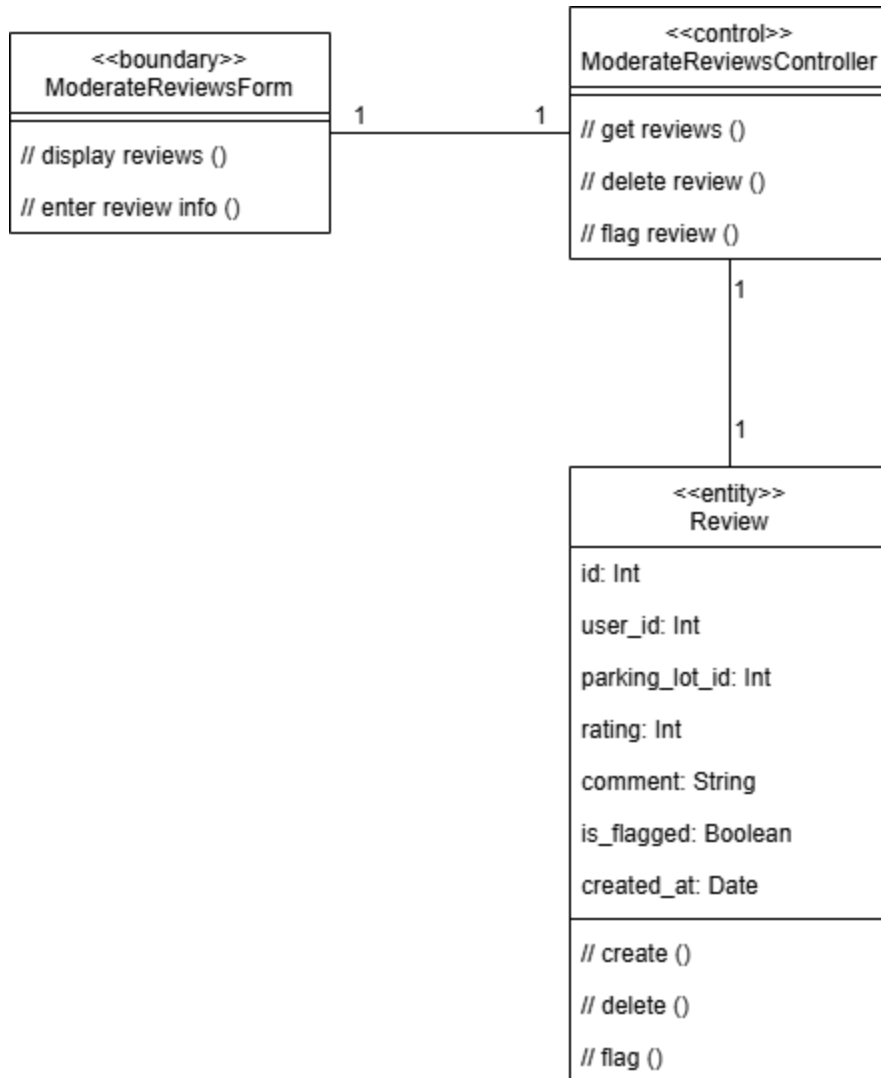 <<boundary>>
ModerateReviewsForm
// display reviews ()
// enter review info ()
1
1
<<control>>
ModerateReviewsController
// get reviews ()
// delete review ()
// flag review ()
1
1
<<entity>>
Review
id: Int
user_id: Int
parking_lot_id: Int
rating: Int
comment: String
is_flagged: Boolean
created_at: Date
// create ()
// delete ()
// flag ()